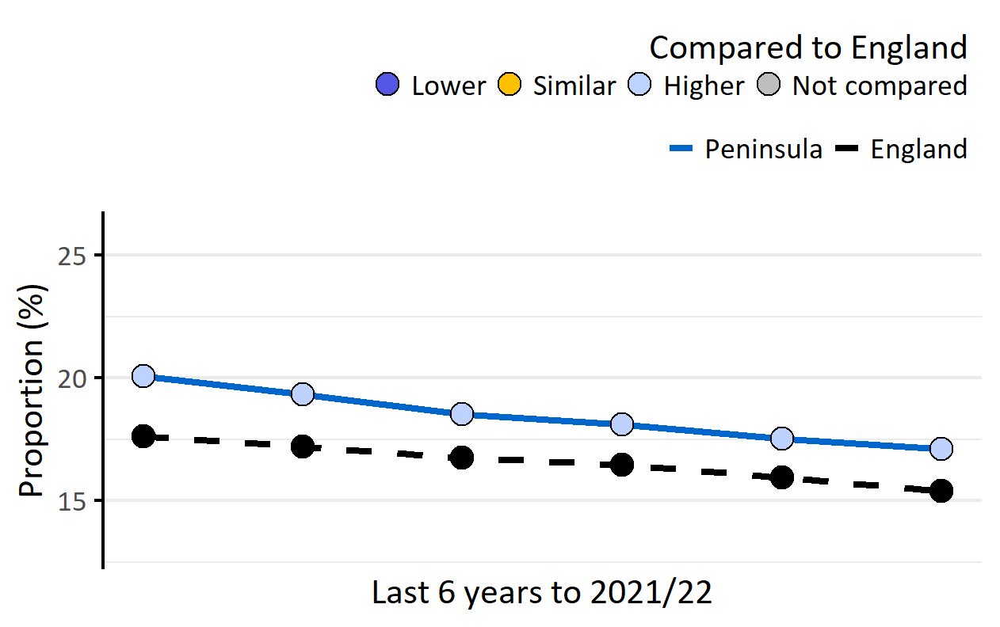 Compared to England
Lower Similar Higher Not compared
Peninsula England
25
20
15
Proportion (%)
Last 6 years to 2021/22